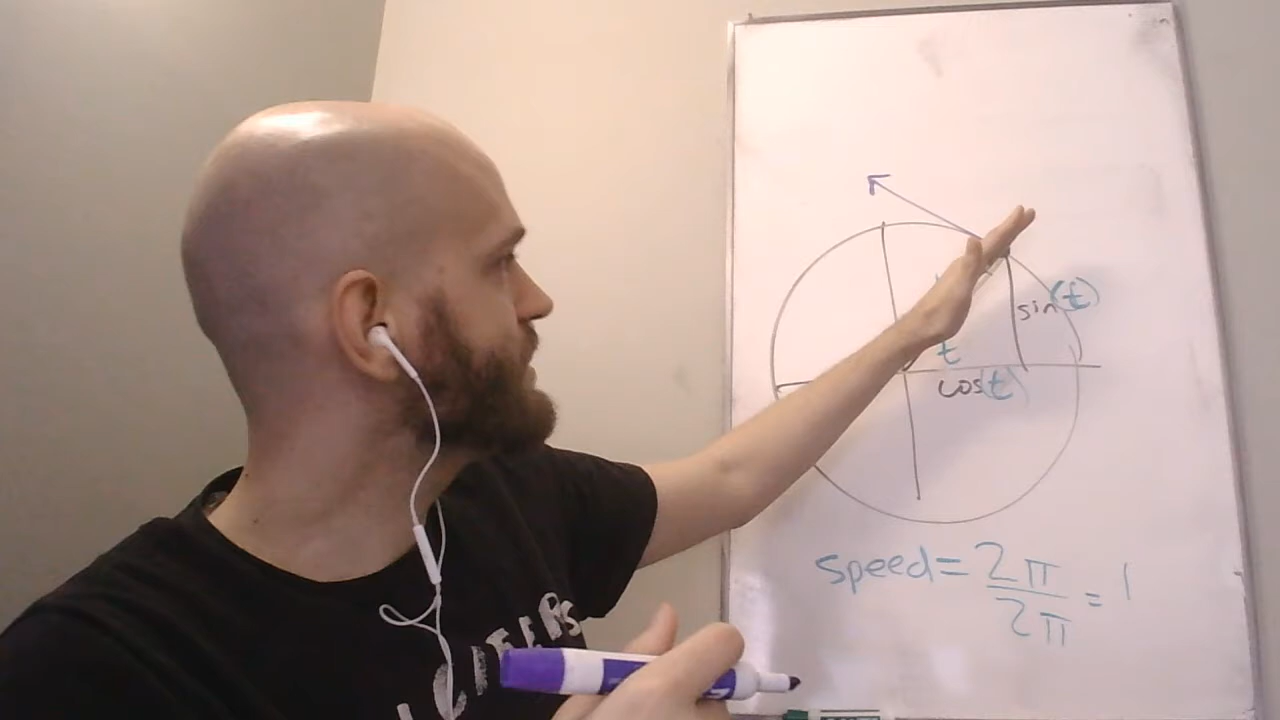 sin(t)
t
cos(t)
speed = 2π/2π = 1